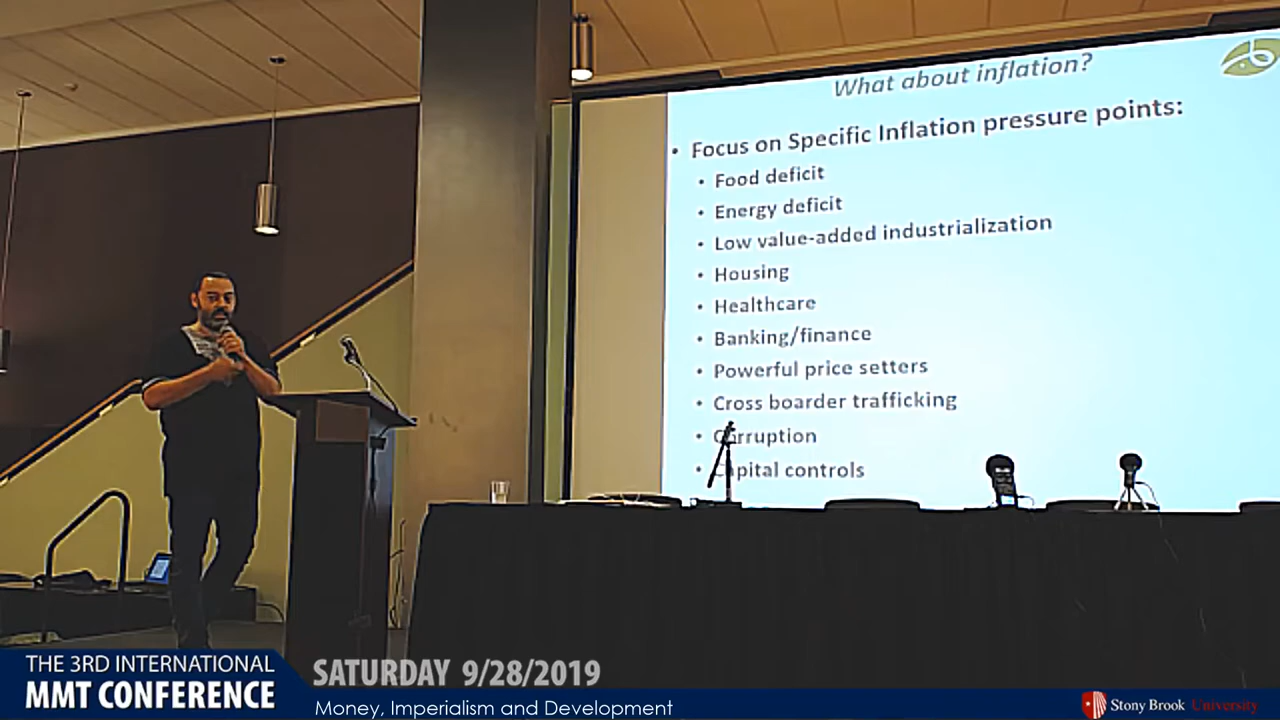 What about inflation?
• Focus on Specific Inflation pressure points:
• Food deficit
• Energy deficit
• Low value-added industrialization
• Housing
• Healthcare
• Banking/finance
• Powerful price setters
• Cross boarder trafficking
• Corruption
• Capital controls
THE 3RD INTERNATIONAL
MMT CONFERENCE
SATURDAY 9/28/2019
Money, Imperialism and Development
Stony Brook University